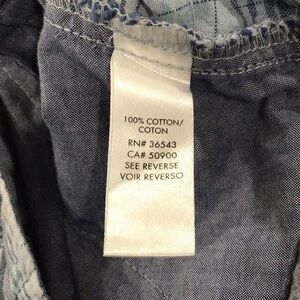 100% COTTON/
COTON
RN# 36543
CA# 50900
SEE REVERSE
VOIR REVERSO